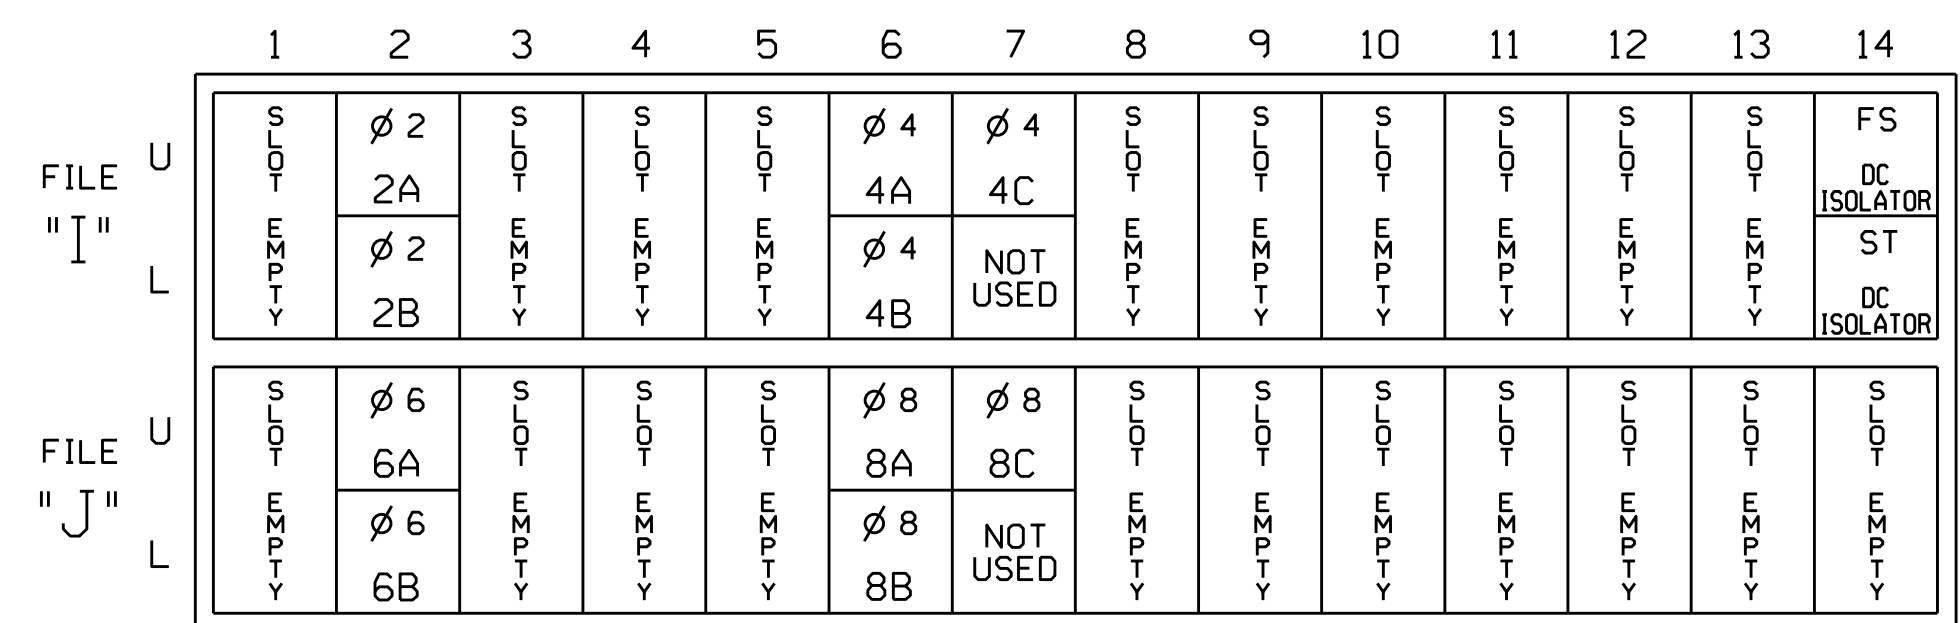 1 2 3 4 5 6 7 8 9 10 11 12 13 14
FILE "I"
U
L
SLOT EMPTY
Ø 2
2A
Ø 2
2B
SLOT EMPTY
SLOT EMPTY
SLOT EMPTY
Ø 4
4A
Ø 4
4B
Ø 4
4C
NOT
USED
SLOT EMPTY
SLOT EMPTY
SLOT EMPTY
SLOT EMPTY
SLOT EMPTY
SLOT EMPTY
FS
DC
ISOLATOR
ST
DC
ISOLATOR
FILE "J"
U
L
SLOT EMPTY
Ø 6
6A
Ø 6
6B
SLOT EMPTY
SLOT EMPTY
SLOT EMPTY
Ø 8
8A
Ø 8
8B
Ø 8
8C
NOT
USED
SLOT EMPTY
SLOT EMPTY
SLOT EMPTY
SLOT EMPTY
SLOT EMPTY
SLOT EMPTY
SLOT EMPTY